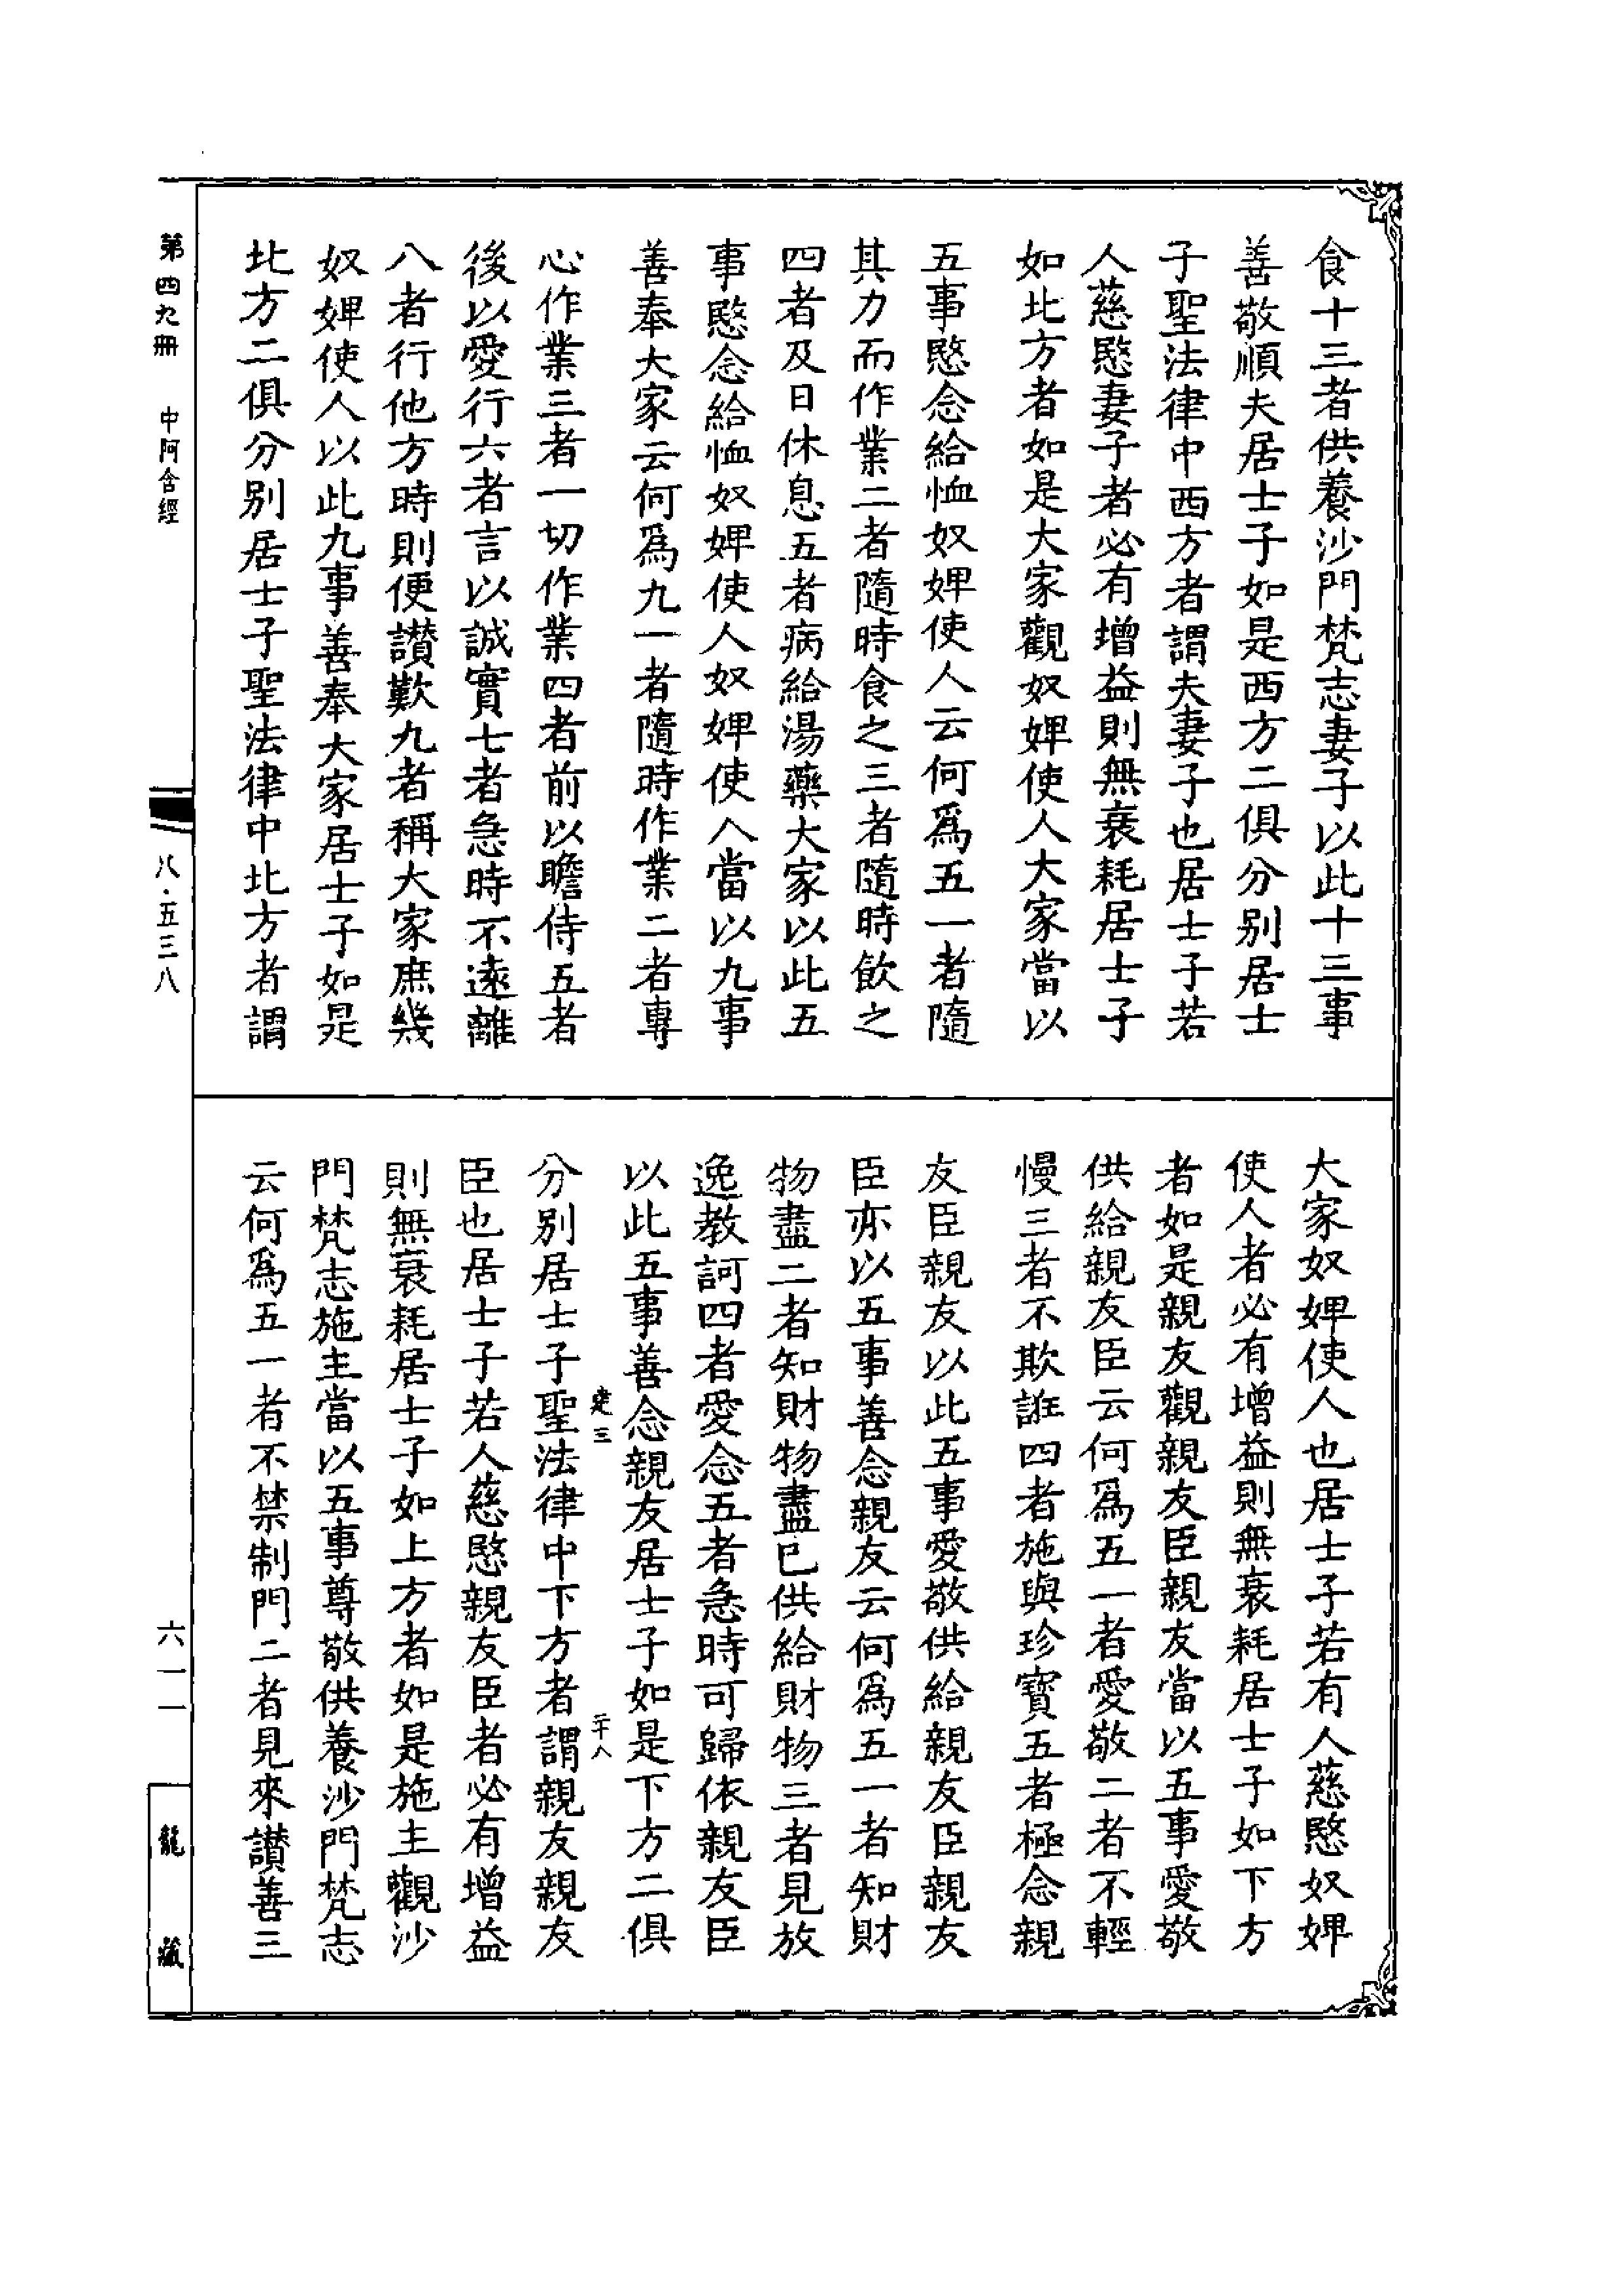 食十三者供養沙門梵志妻子以此十三事
善敬順夫居士子如是西方二俱分別居士
子聖法律中西方者謂夫妻子也居士子若
人慈愍妻子者必有增益則無衰耗居士子
如北方者如是大家觀奴婢使人大家當以
五事愍念給恤奴婢使人云何爲五一者隨
其力而作業二者隨時食之三者隨時飲之
四者及日休息五者病給湯藥大家以此五
事愍念給恤奴婢使人奴婢使人當以九事
善奉大家云何爲九一者隨時作業二者專
心作業三者一切作業四者前以瞻侍五者
後以愛行六者言以誠實七者急時不遠離
八者行他方時則便讃歎九者稱大家庶幾
奴婢使人以此九事善奉大家居士子如是
北方二俱分別居士子聖法律中北方者謂
大家奴婢使人也居士子若有人慈愍奴婢
使人者必有增益則無衰耗居士子如下方
者如是親友觀親友臣親友當以五事愛敬
供給親友臣云何爲五一者愛敬二者不輕
慢三者不欺誑四者施與珍寶五者極念親
友臣親友以此五事愛敬供給親友臣親友
臣亦以五事善念親友云何爲五一者知財
物盡二者知財物盡已供給財物三者見放
逸教訶四者愛念五者急時可歸依親友臣
以此五事善念親友居士子如是下方二俱
三 二十八
分別居士子聖法律中下方者謂親友親友
臣也居士子若人慈愍親友臣者必有增益
則無衰耗居士子如上方者如是施主觀沙
門梵志施主當以五事尊敬供養沙門梵志
云何爲五一者不禁制門二者見來讃善三
第四九冊 中阿含經
八·五三八
六一一
龍藏